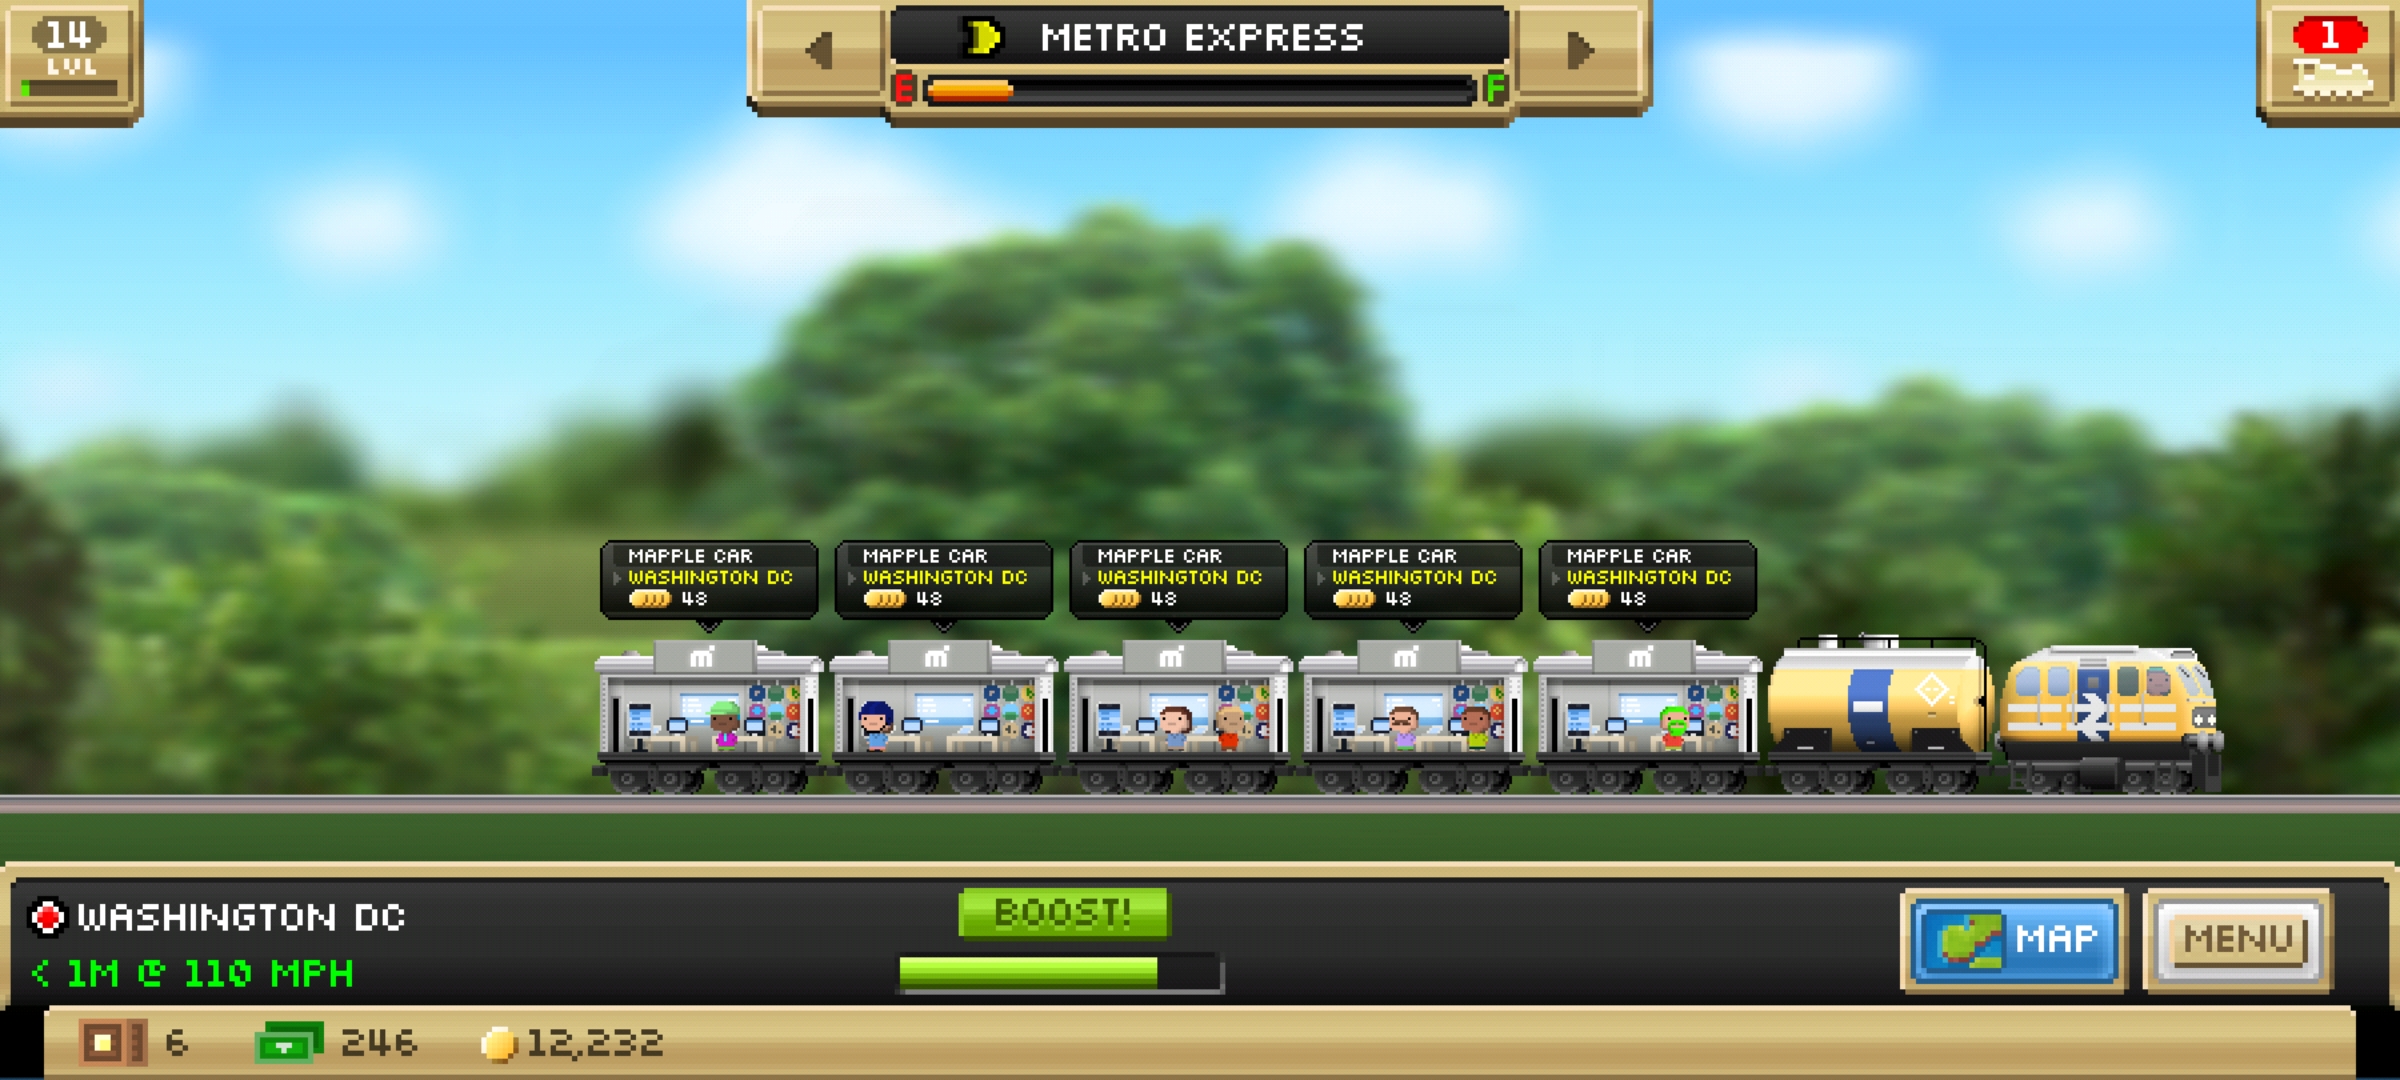 14
LVL
METRO EXPRESS
E F
1
MAPPLE CAR
WASHINGTON DC
48
MAPPLE CAR
WASHINGTON DC
48
MAPPLE CAR
WASHINGTON DC
48
MAPPLE CAR
WASHINGTON DC
48
MAPPLE CAR
WASHINGTON DC
48
m
m
m
m
m
WASHINGTON DC
< 1M @ 110 MPH
BOOST!
MAP
MENU
6
246
12,232